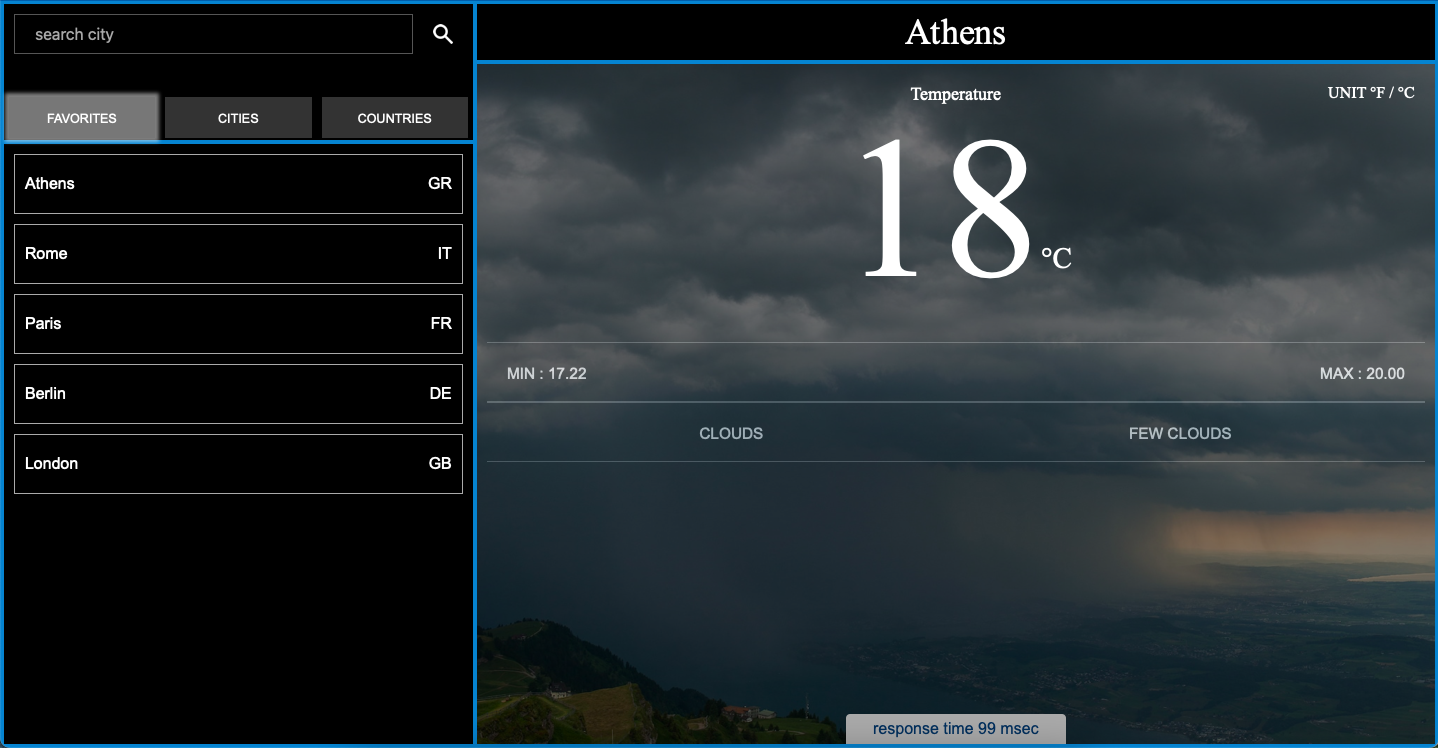 search city
FAVORITES CITIES COUNTRIES
Athens GR
Rome IT
Paris FR
Berlin DE
London GB
Athens
Temperature
UNIT °F / °C
18 °C
MIN : 17.22 MAX : 20.00
CLOUDS FEW CLOUDS
response time 99 msec